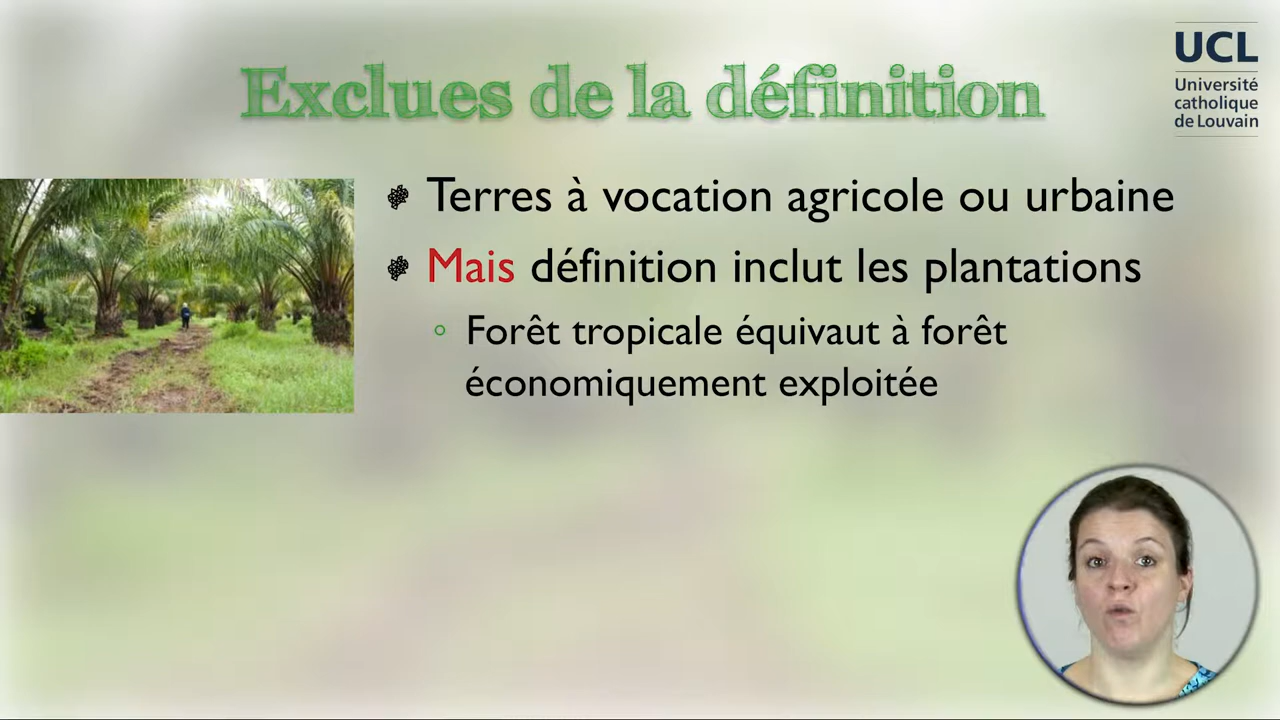 Exclues de la définition
UCL
Université
catholique
de Louvain
Terres à vocation agricole ou urbaine
Mais définition inclut les plantations
Forêt tropicale équivaut à forêt
économiquement exploitée